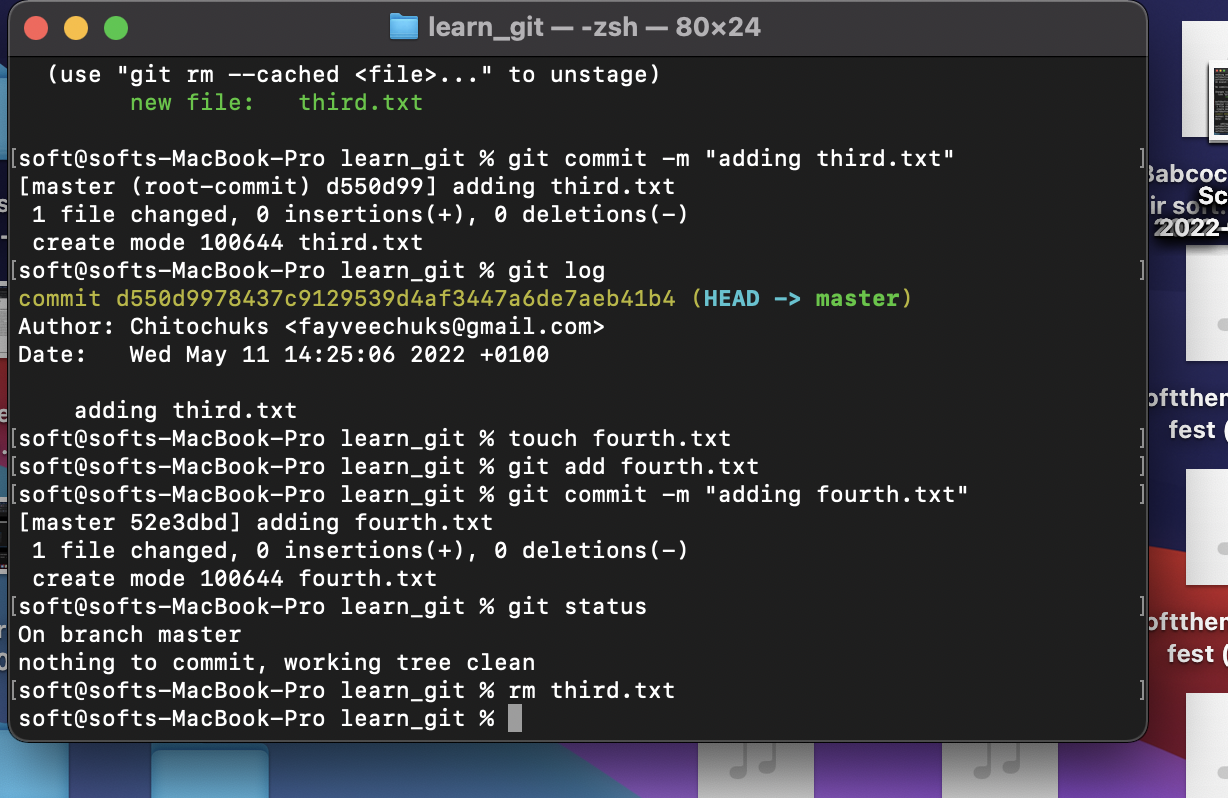 learn_git — -zsh — 80×24
(use "git rm --cached <file>..." to unstage)
new file:   third.txt
[soft@softs-MacBook-Pro learn_git % git commit -m "adding third.txt" ]
[master (root-commit) d550d99] adding third.txt
1 file changed, 0 insertions(+), 0 deletions(-)
create mode 100644 third.txt
[soft@softs-MacBook-Pro learn_git % git log ]
commit d550d9978437c9129539d4af3447a6de7aeb41b4 (HEAD -> master)
Author: Chitochuks <fayveechuks@gmail.com>
Date:   Wed May 11 14:25:06 2022 +0100
adding third.txt
[soft@softs-MacBook-Pro learn_git % touch fourth.txt ]
[soft@softs-MacBook-Pro learn_git % git add fourth.txt ]
[soft@softs-MacBook-Pro learn_git % git commit -m "adding fourth.txt" ]
[master 52e3dbd] adding fourth.txt
1 file changed, 0 insertions(+), 0 deletions(-)
create mode 100644 fourth.txt
[soft@softs-MacBook-Pro learn_git % git status ]
On branch master
nothing to commit, working tree clean
[soft@softs-MacBook-Pro learn_git % rm third.txt ]
soft@softs-MacBook-Pro learn_git %
Sc
2022-
fest (
fest (